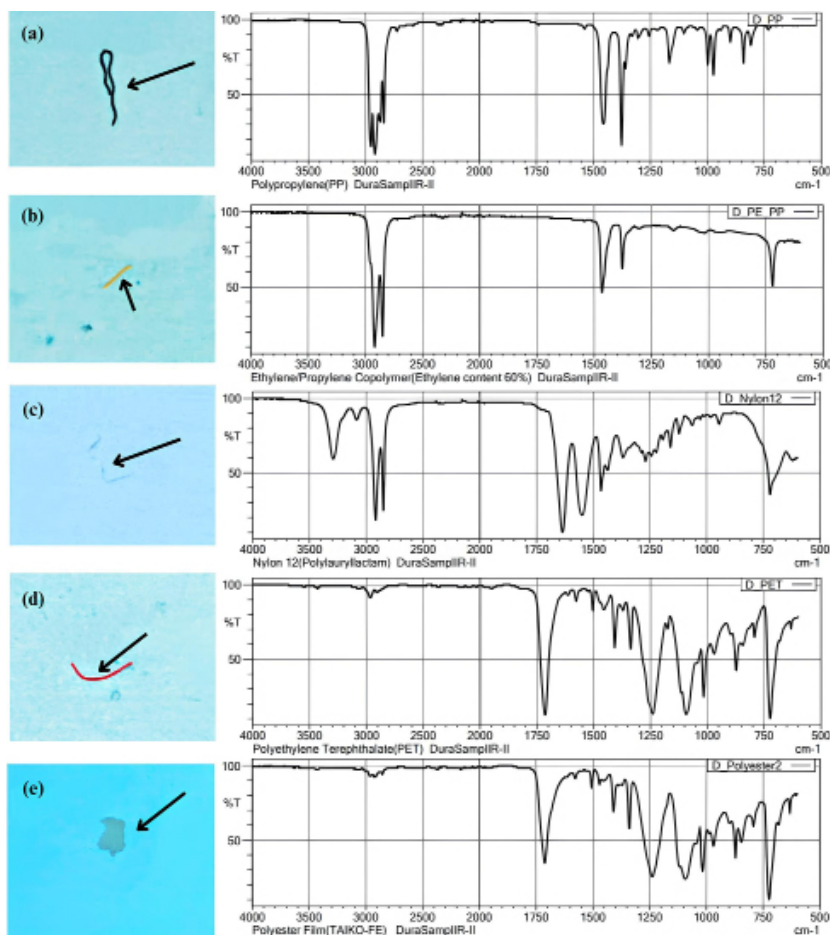 (a)
100
D_PP
%T
50
4000 3500 3000 2500 2000 1750 1500 1250 1000 750 500
Polypropylene(PP) DuraSamplIR-II cm-1
(b)
100
D_PE_PP
%T
50
4000 3500 3000 2500 2000 1750 1500 1250 1000 750 500
Ethylene/Propylene Copolymer(Ethylene content 60%) DuraSamplIR-II cm-1
(c)
100
D_Nylon12
%T
50
4000 3500 3000 2500 2000 1750 1500 1250 1000 750 500
Nylon 12(Polylauryllactam) DuraSamplIR-II cm-1
(d)
100
D_PET
%T
50
4000 3500 3000 2500 2000 1750 1500 1250 1000 750 500
Polyethylene Terephthalate(PET) DuraSamplIR-II cm-1
(e)
100
D_Polyester2
%T
50
4000 3500 3000 2500 2000 1750 1500 1250 1000 750 500
Polyester Film(TAIKO-FE) DuraSamplIR-II cm-1